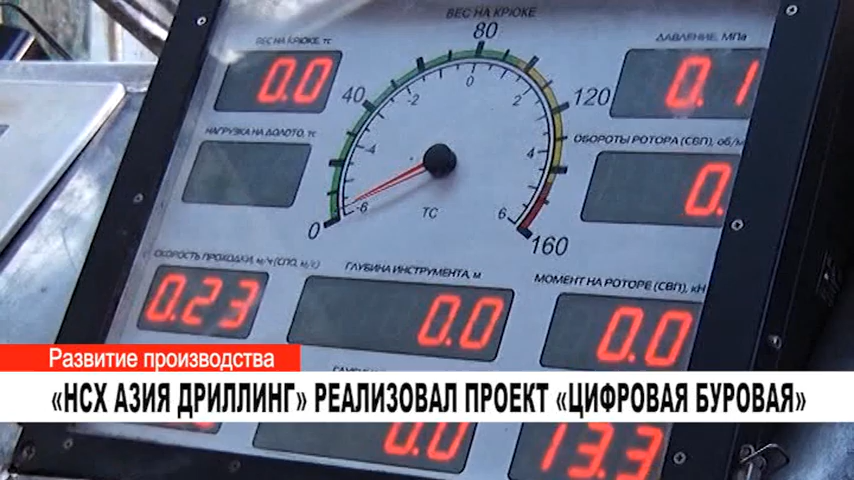 ВЕС НА КРЮКЕ
ВЕС НА КРЮКЕ, тс
ДАВЛЕНИЕ, МПа
0.0
0.1
0
40
80
120
160
-6
-4
-2
0
2
4
6
ТС
НАГРУЗКА НА ДОЛОТО, тс
ОБОРОТЫ РОТОРА (СВП), об/м
0.
СКОРОСТЬ ПРОХОДКИ, м/ч (СПО, м/с)
ГЛУБИНА ИНСТРУМЕНТА, м
МОМЕНТ НА РОТОРЕ (СВП), кН
0.23
0.0
0.0
Развитие производства
«НСХ АЗИЯ ДРИЛЛИНГ» РЕАЛИЗОВАЛ ПРОЕКТ «ЦИФРОВАЯ БУРОВАЯ»
0.0
13.3